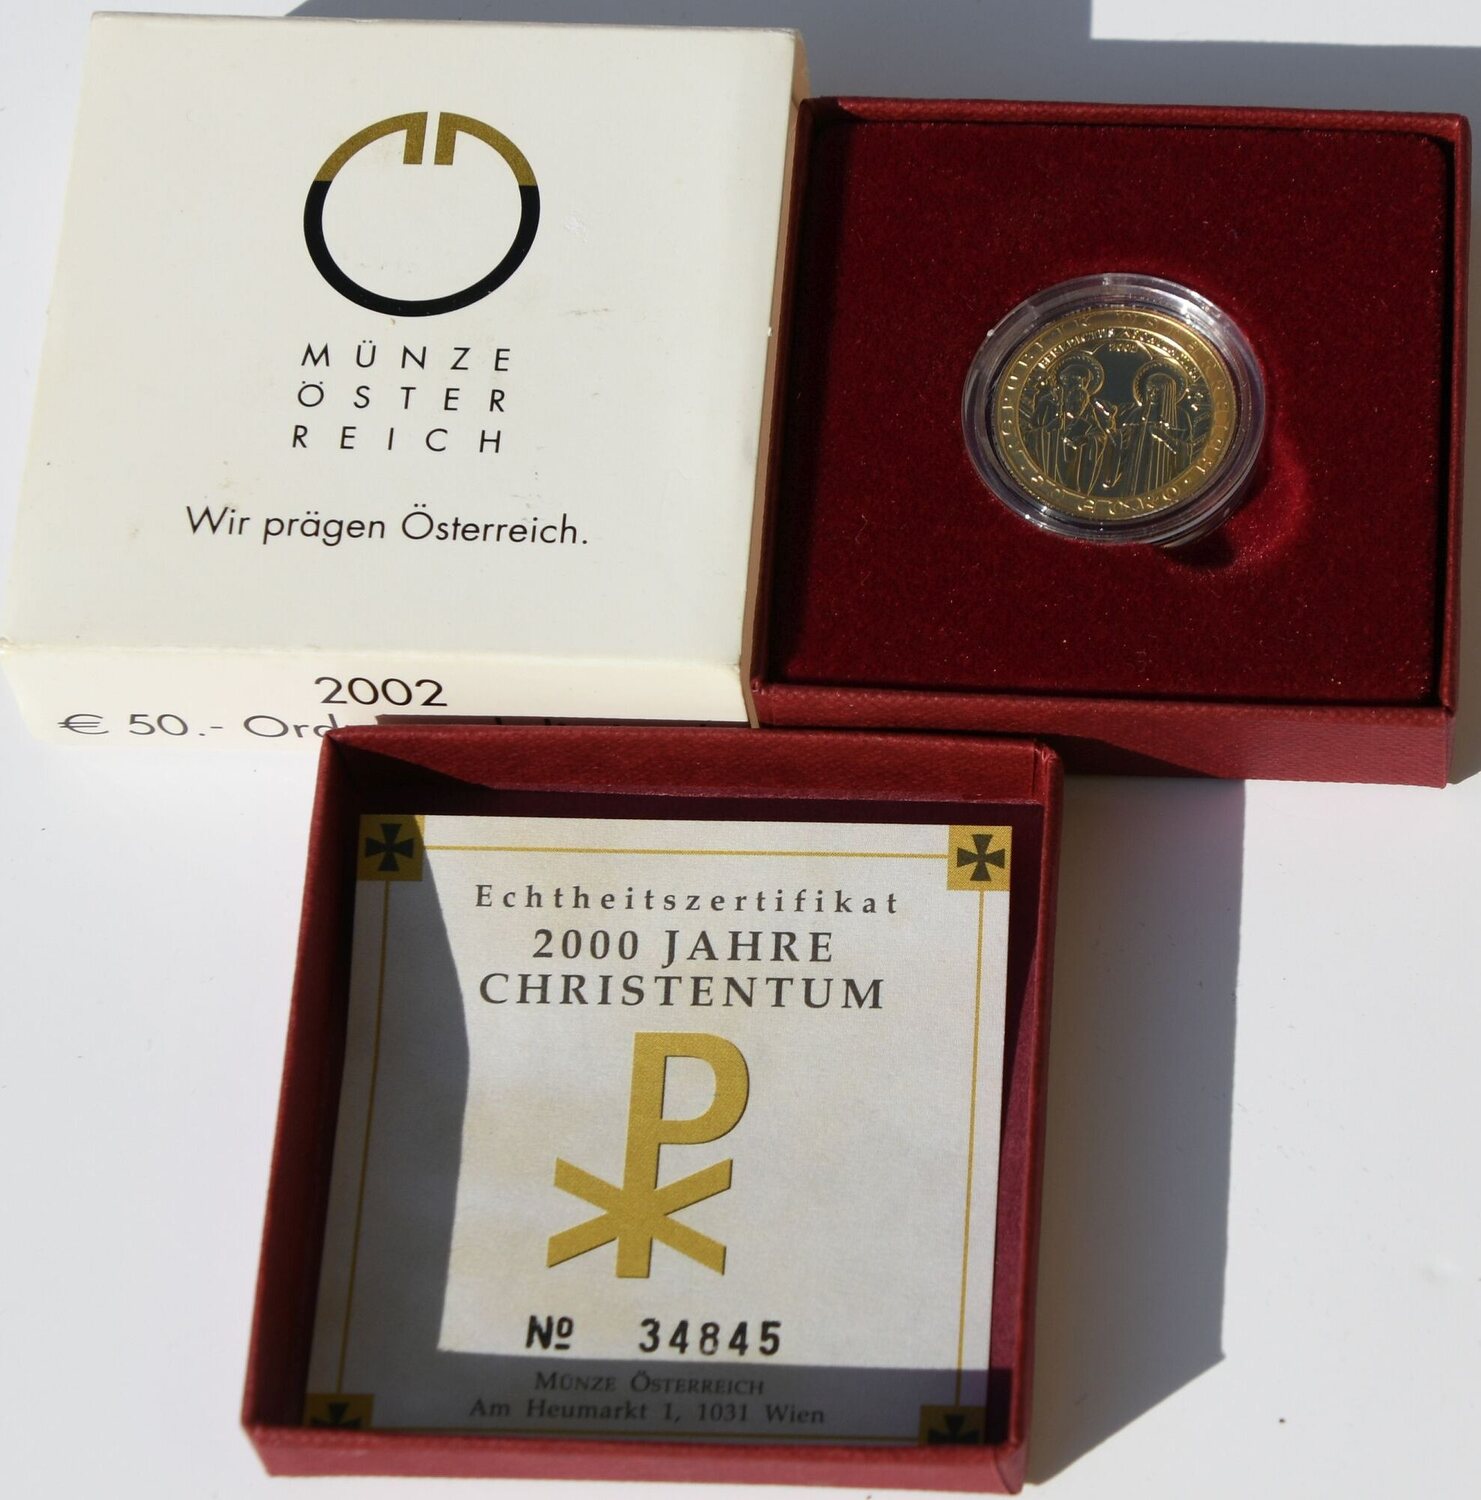 MÜNZE
ÖSTER
REICH
Wir prägen Österreich.
2002
€ 50.- Ord
2002
Echtheitszertifikat
2000 JAHRE
CHRISTENTUM
Nº 34845
MÜNZE ÖSTERREICH
Am Heumarkt 1, 1031 Wien